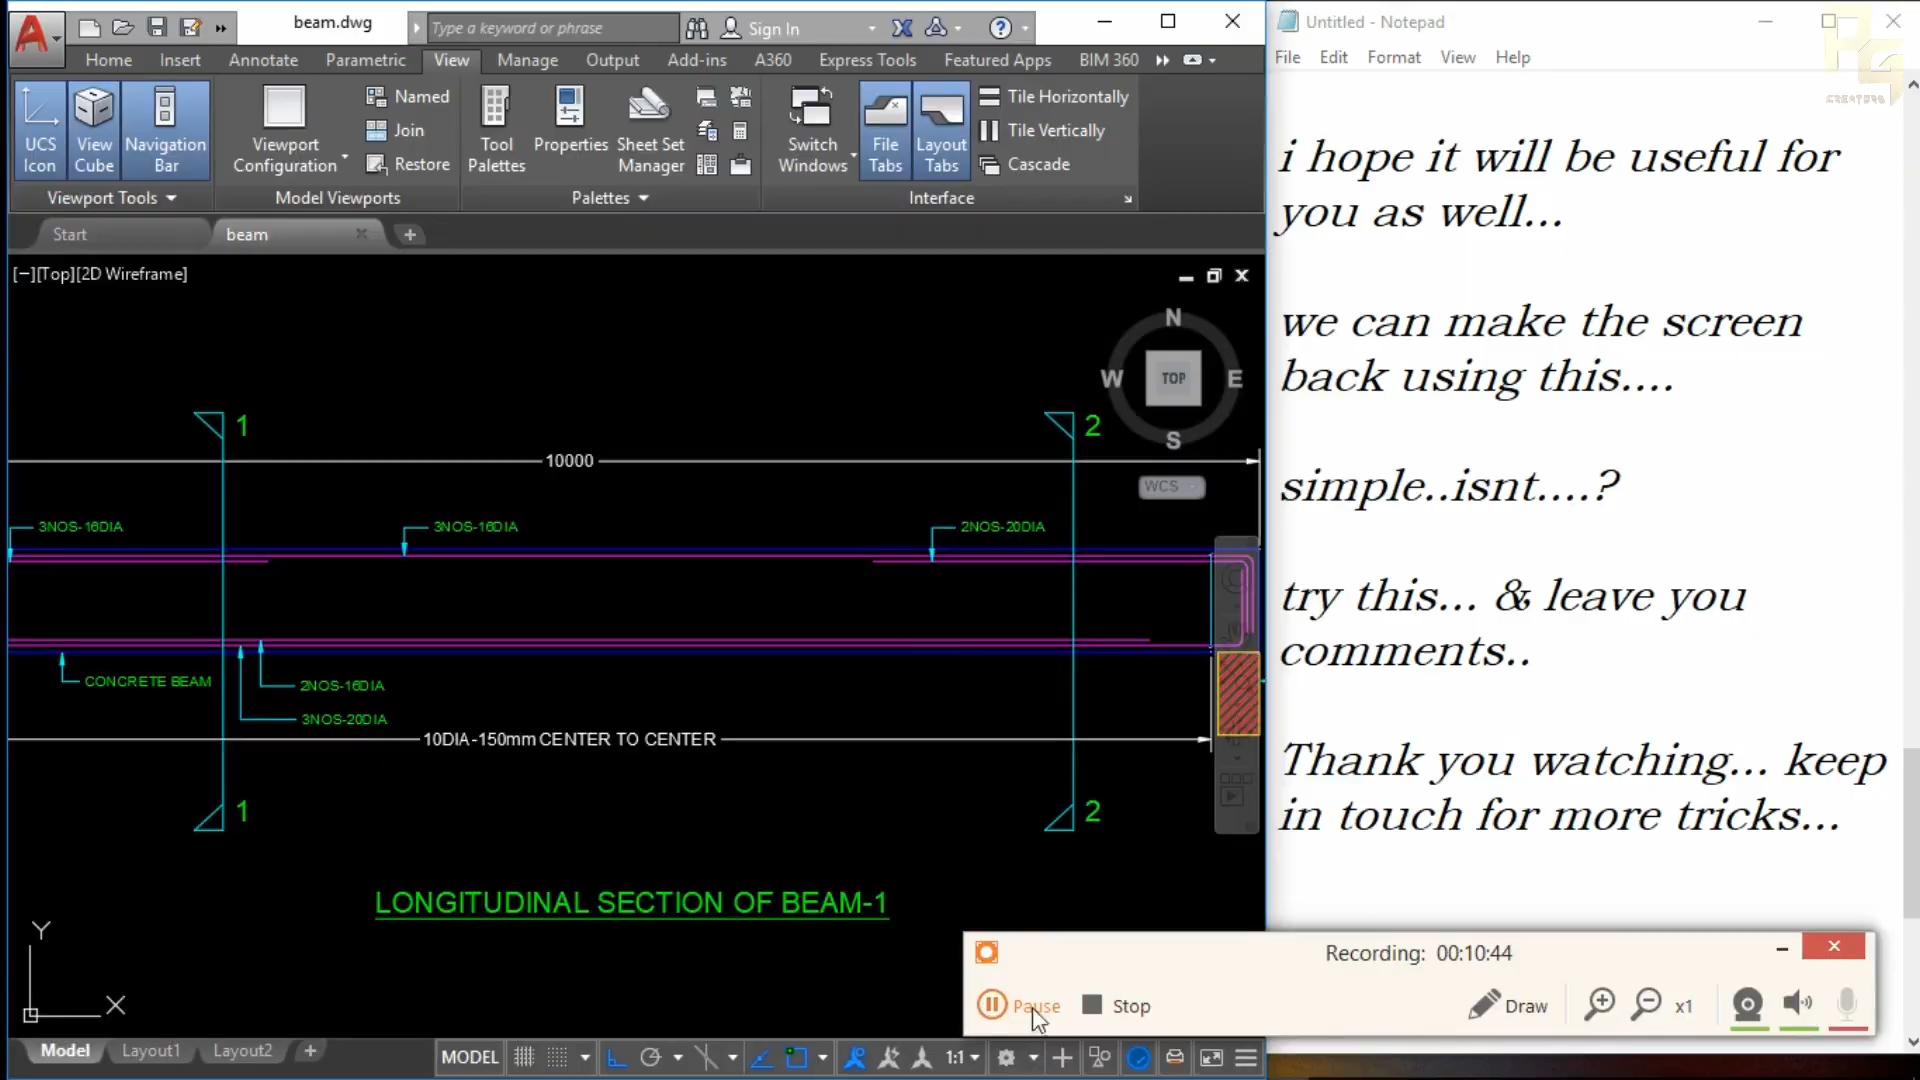 beam.dwg
Type a keyword or phrase
Sign In
Home Insert Annotate Parametric View Manage Output Add-ins A360 Express Tools Featured Apps BIM 360
UCS Icon
View Cube
Navigation Bar
Viewport Configuration
Named
Join
Restore
Tool Palettes
Properties
Sheet Set Manager
Switch Windows
File Tabs
Layout Tabs
Tile Horizontally
Tile Vertically
Cascade
Viewport Tools
Model Viewports
Palettes
Interface
Start
beam
[−][Top][2D Wireframe]
N
W
TOP
E
S
WCS
1
2
10000
3NOS-16DIA
3NOS-16DIA
2NOS-20DIA
CONCRETE BEAM
2NOS-16DIA
3NOS-20DIA
10DIA-150mm CENTER TO CENTER
1
2
LONGITUDINAL SECTION OF BEAM-1
Y
X
Model Layout1 Layout2
MODEL
1:1
Untitled - Notepad
File Edit Format View Help
CREATORS
i hope it will be useful for
you as well...
we can make the screen
back using this....
simple..isnt....?
try this... & leave you
comments..
Thank you watching... keep
in touch for more tricks...
Recording: 00:10:44
Pause
Stop
Draw
x1